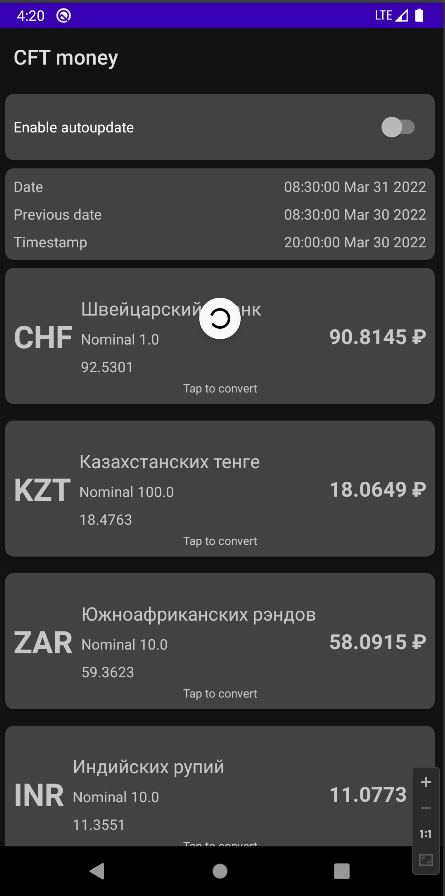 4:20 LTE
CFT money
Enable autoupdate
Date 08:30:00 Mar 31 2022
Previous date 08:30:00 Mar 30 2022
Timestamp 20:00:00 Mar 30 2022
Швейцарский
CHF Nominal 1.0 90.8145 ₽
92.5301
Tap to convert
Казахстанских тенге
KZT Nominal 100.0 18.0649 ₽
18.4763
Tap to convert
Южноафриканских рэндов
ZAR Nominal 10.0 58.0915 ₽
59.3623
Tap to convert
Индийских рупий
INR Nominal 10.0 11.0773
11.3551
Tap to convert
1:1